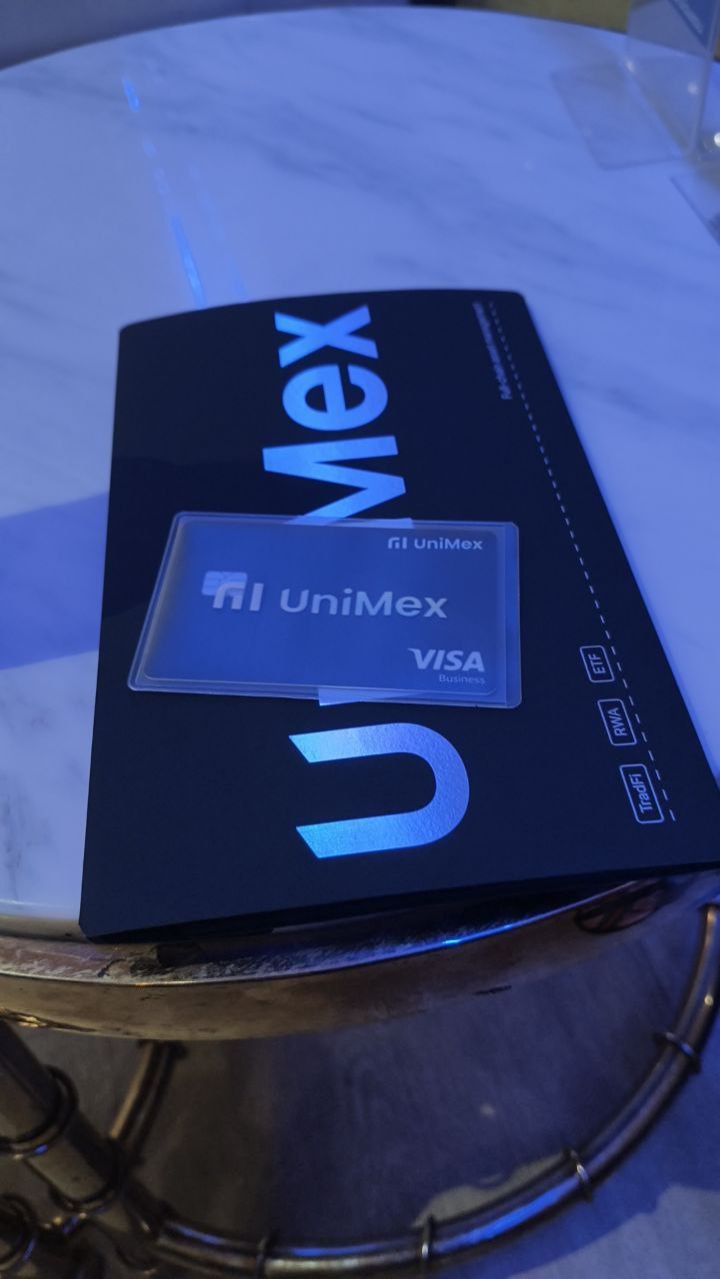 UniMex
UniMex
UniMex
VISA
Business
TradFi
RWA
ETF